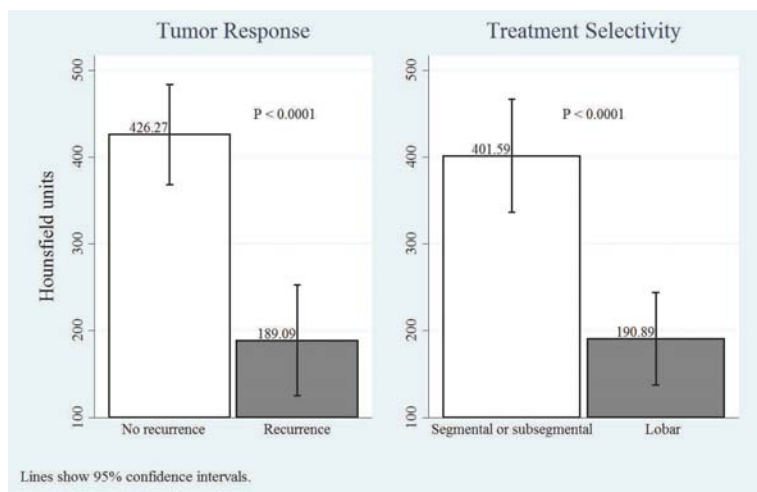 Tumor Response
Treatment Selectivity
Hounsfield units
500
400
300
200
100
426.27
P < 0.0001
189.09
No recurrence
Recurrence
500
400
300
200
100
401.59
P < 0.0001
190.89
Segmental or subsegmental
Lobar
Lines show 95% confidence intervals.